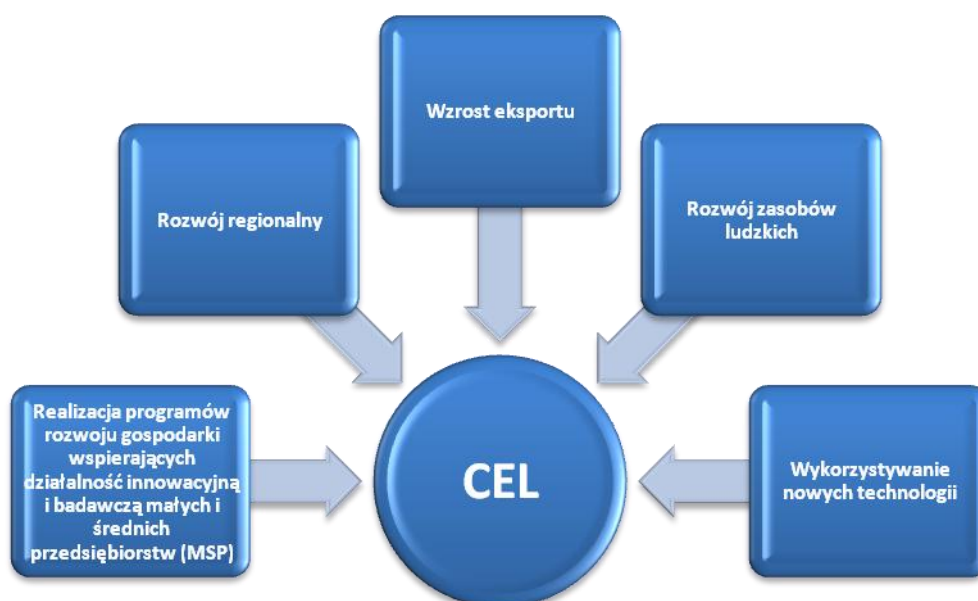 Wzrost eksportu
Rozwój regionalny
Rozwój zasobów
ludzkich
Realizacja programów
rozwoju gospodarki
wspierających
działalność innowacyjną
i badawczą małych i
średnich
przedsiębiorstw (MSP)
CEL
Wykorzystywanie
nowych technologii